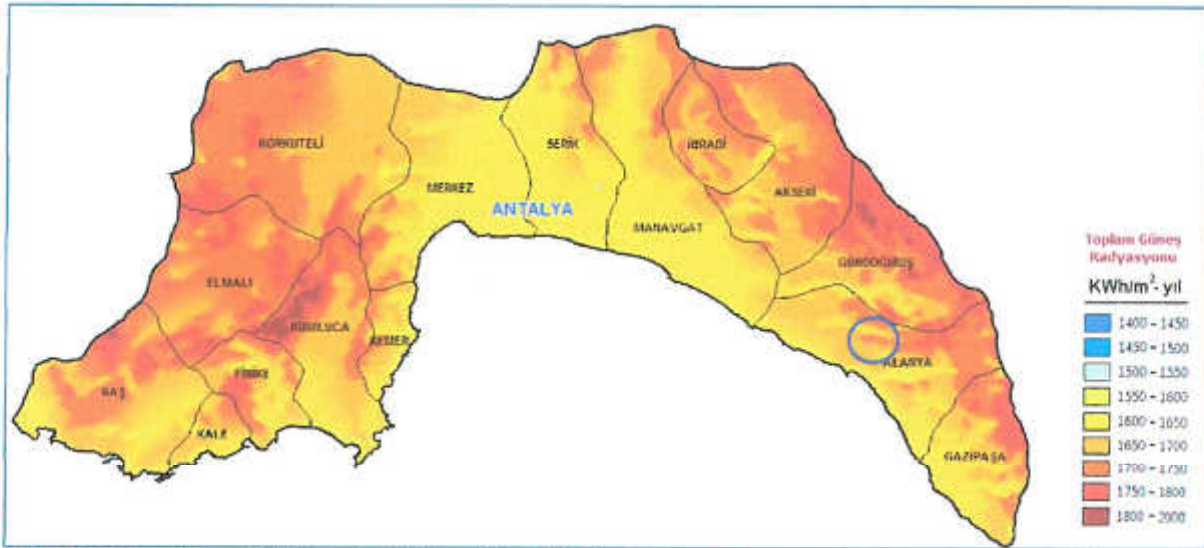 KORKUTELİ
SERİK
İBRADİ
MERKEZ
AKSEKİ
ANTALYA
MANAVGAT
GÜNDOĞMUŞ
ELMALI
KUMLUCA
KEMER
ALANYA
FİNİKE
KAŞ
KALE
GAZİPAŞA
Toplam Güneş
Radyasyonu
KWh/m²- yıl
1400 - 1450
1450 - 1500
1500 - 1550
1550 - 1600
1600 - 1650
1650 - 1700
1700 - 1750
1750 - 1800
1800 - 2000